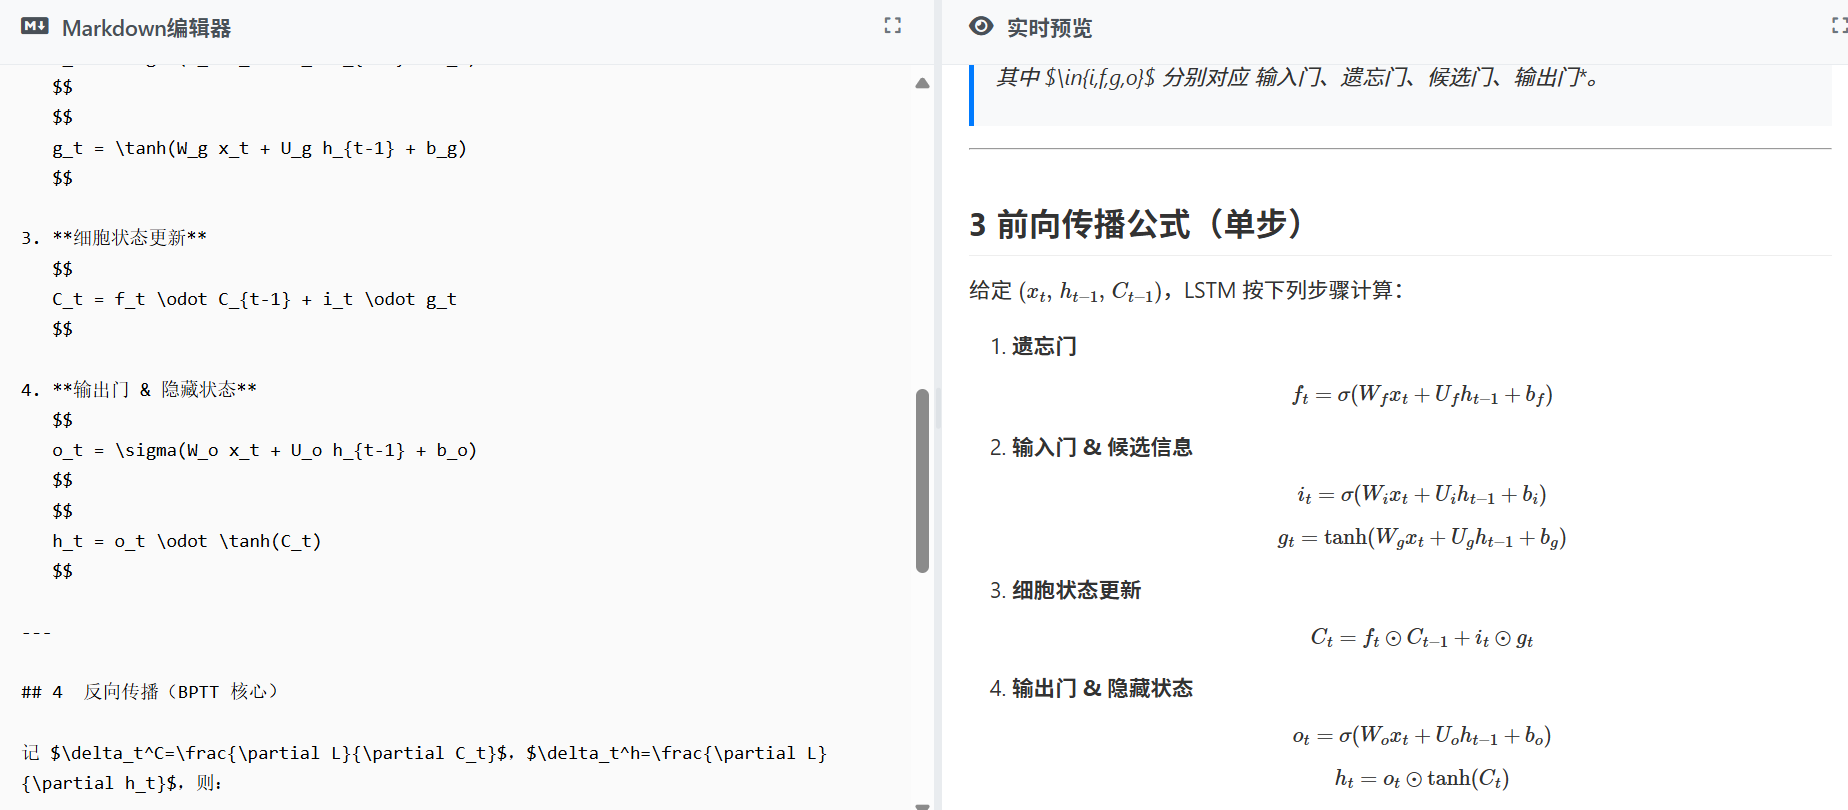 Markdown编辑器
$$
$$
g_t = \tanh(W_g x_t + U_g h_{t-1} + b_g)
$$
3. **细胞状态更新**
$$
C_t = f_t \odot C_{t-1} + i_t \odot g_t
$$
4. **输出门 & 隐藏状态**
$$
o_t = \sigma(W_o x_t + U_o h_{t-1} + b_o)
$$
$$
h_t = o_t \odot \tanh(C_t)
$$
---
## 4 反向传播（BPTT 核心）
记 $\delta_t^C=\frac{\partial L}{\partial C_t}$，$\delta_t^h=\frac{\partial L}
{\partial h_t}$，则：
实时预览
其中 $\in{i,f,g,o}$ 分别对应 输入门、遗忘门、候选门、输出门*。
3 前向传播公式（单步）
给定 (x_t, h_{t−1}, C_{t−1})，LSTM 按下列步骤计算：
1. 遗忘门
f_t = σ(W_f x_t + U_f h_{t−1} + b_f)
2. 输入门 & 候选信息
i_t = σ(W_i x_t + U_i h_{t−1} + b_i)
g_t = tanh(W_g x_t + U_g h_{t−1} + b_g)
3. 细胞状态更新
C_t = f_t ⊙ C_{t−1} + i_t ⊙ g_t
4. 输出门 & 隐藏状态
o_t = σ(W_o x_t + U_o h_{t−1} + b_o)
h_t = o_t ⊙ tanh(C_t)